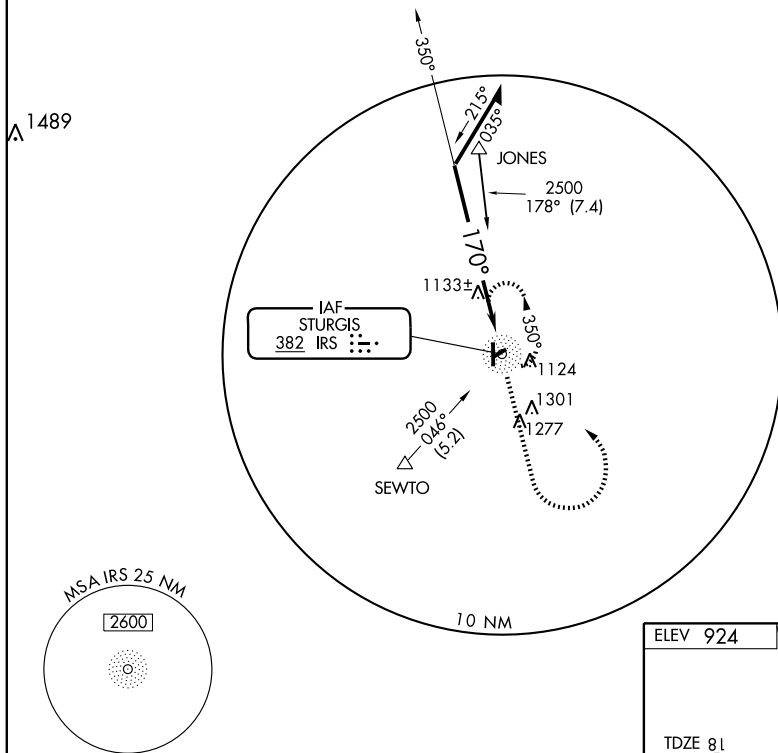 350°
1489
215°
035°
JONES
2500
178° (7.4)
170°
1133±
IAF
STURGIS
382 IRS
350°
1124
1301
1277
2500
046°
(5.2)
SEWTO
MSA IRS 25 NM
2600
10 NM
ELEV 924
TDZE